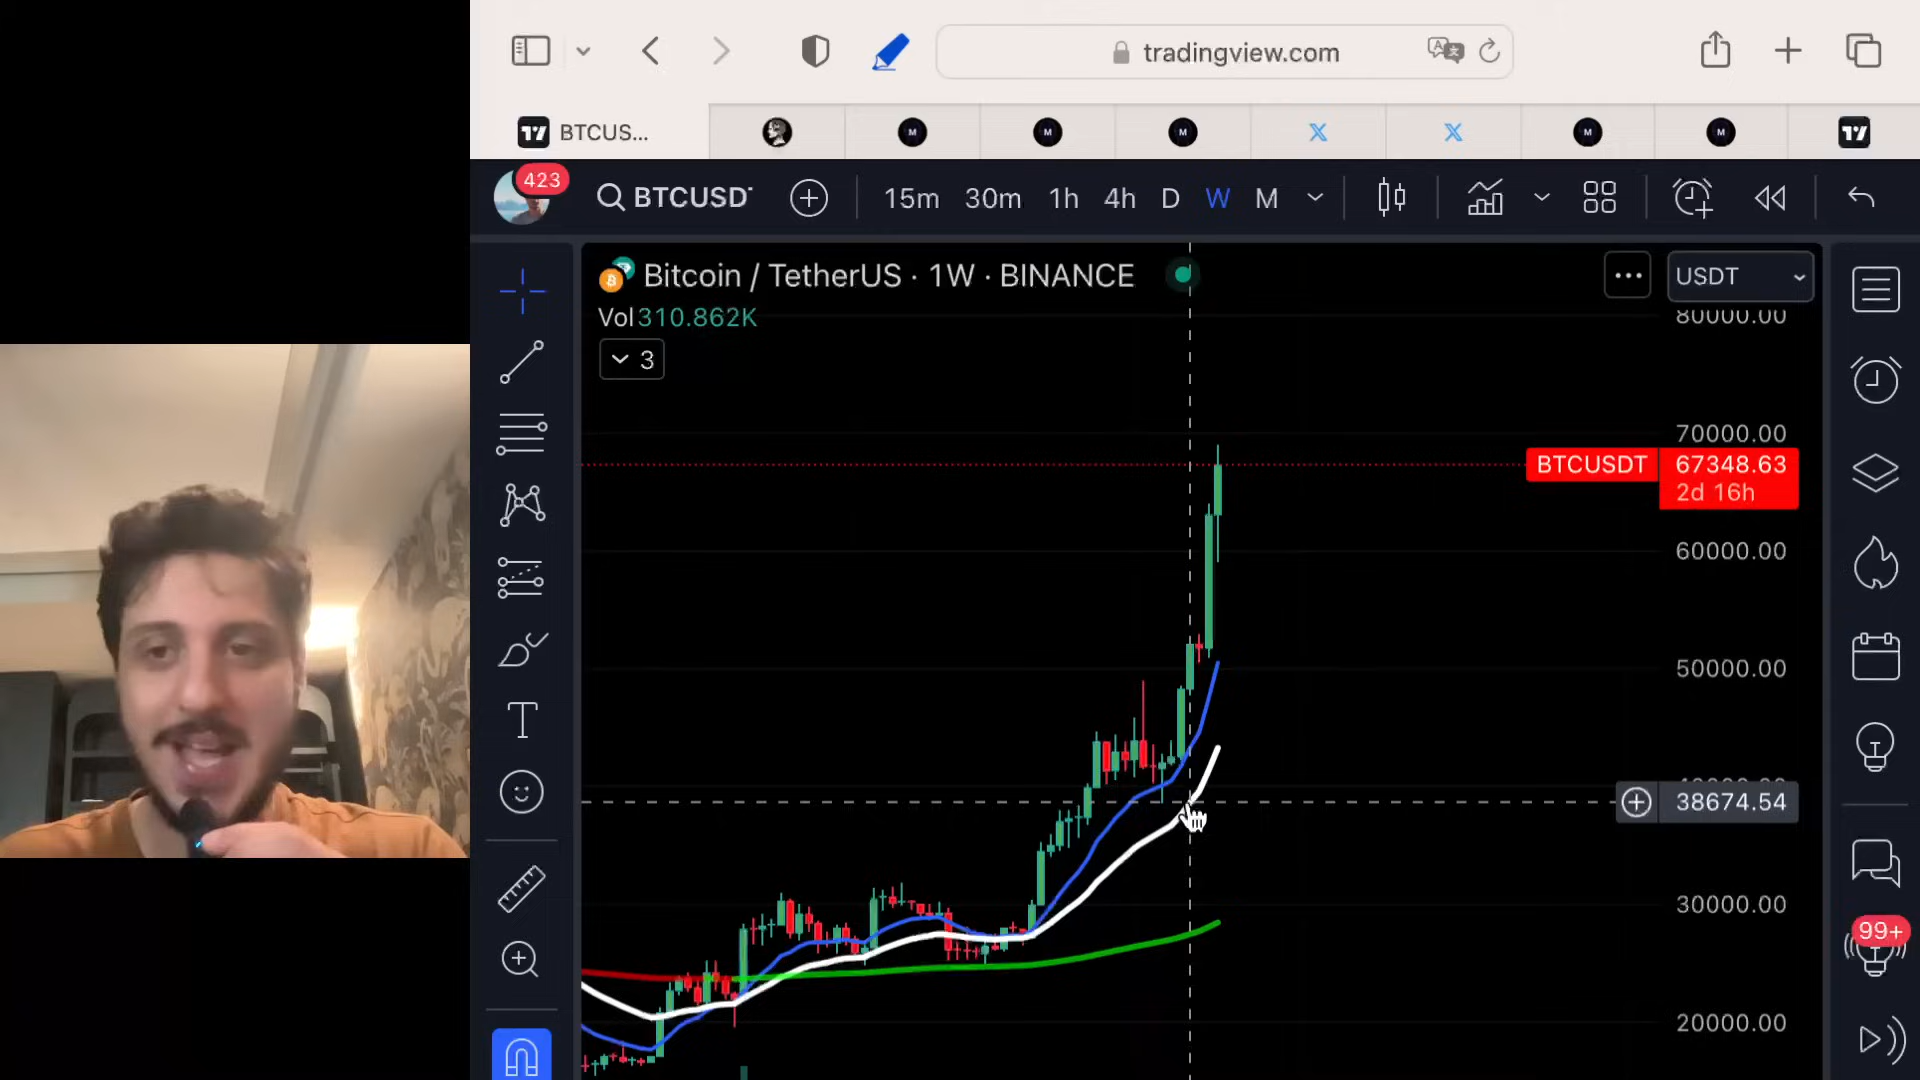 tradingview.com
BTCUS...
423
BTCUSD
15m 30m 1h 4h D W M
Bitcoin / TetherUS · 1W · BINANCE
USDT
Vol 310.862K
80000.00
3
70000.00
BTCUSDT 67348.63
2d 16h
60000.00
50000.00
38674.54
30000.00
99+
20000.00